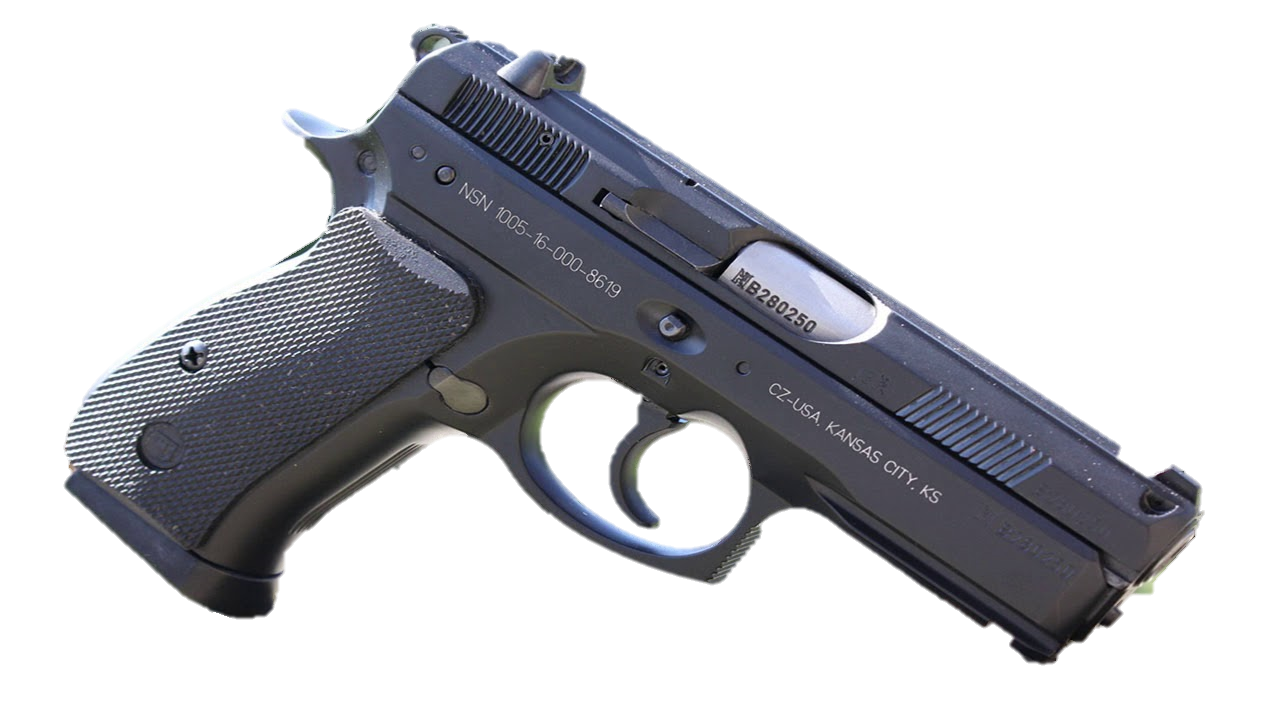 NSN 1005-16-000-8619
B280250
CZ-USA, KANSAS CITY, KS